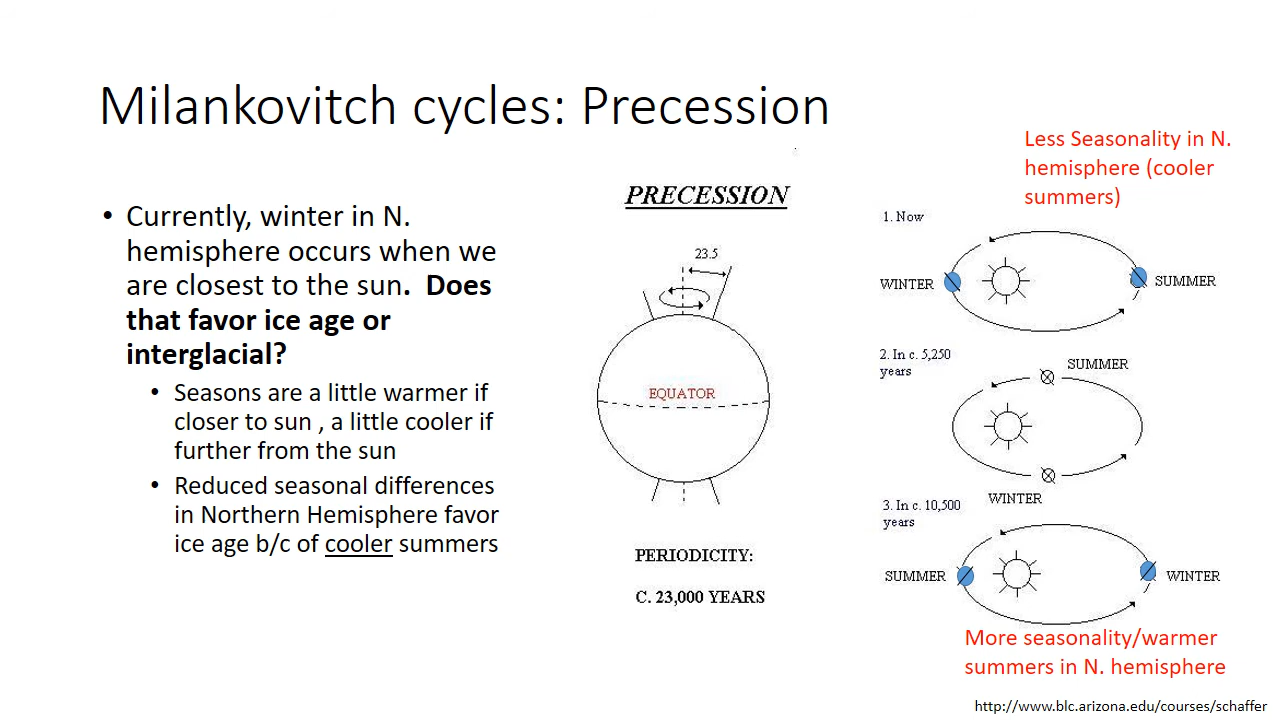 Milankovitch cycles: Precession
• Currently, winter in N.
hemisphere occurs when we
are closest to the sun. Does
that favor ice age or
interglacial?
• Seasons are a little warmer if
closer to sun , a little cooler if
further from the sun
• Reduced seasonal differences
in Northern Hemisphere favor
ice age b/c of cooler summers
PRECESSION
23.5
EQUATOR
PERIODICITY:
C. 23,000 YEARS
Less Seasonality in N.
hemisphere (cooler
summers)
1. Now
WINTER
SUMMER
2. In c. 5,250
years
SUMMER
WINTER
3. In c. 10,500
years
SUMMER
WINTER
More seasonality/warmer
summers in N. hemisphere
http://www.blc.arizona.edu/courses/schaffer